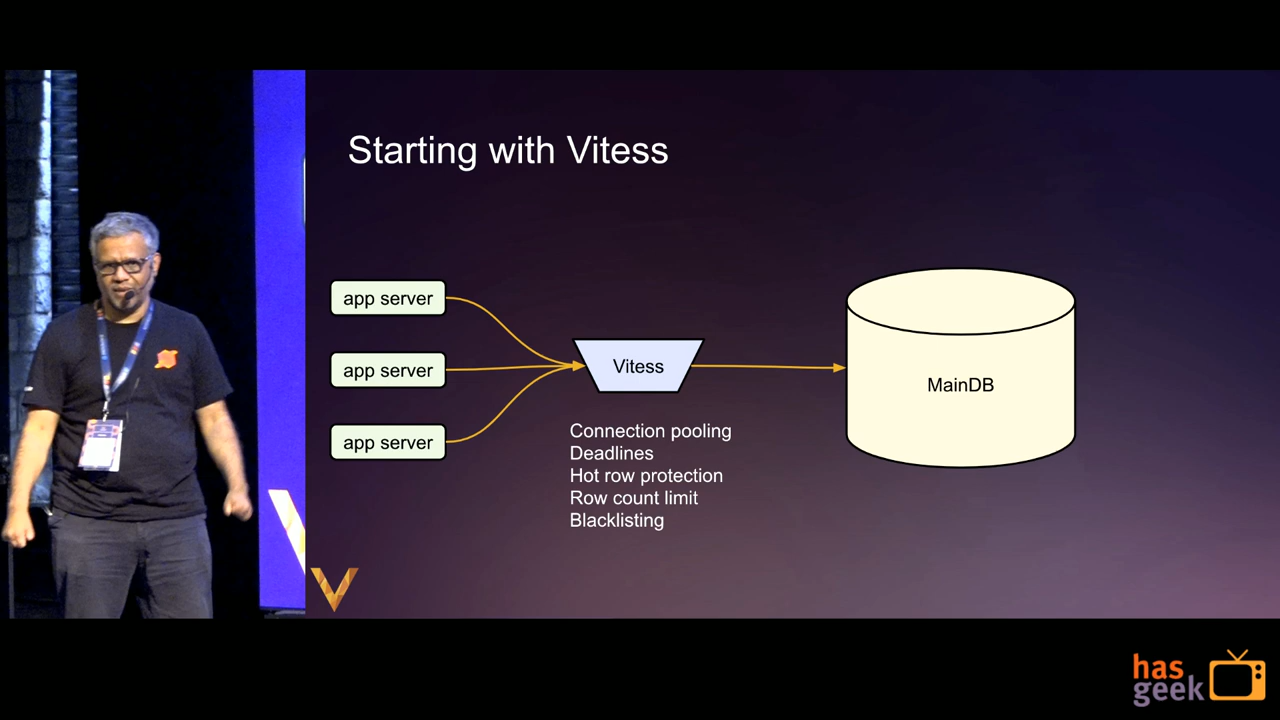 Starting with Vitess
app server
app server
app server
Vitess
MainDB
Connection pooling
Deadlines
Hot row protection
Row count limit
Blacklisting
has
geek